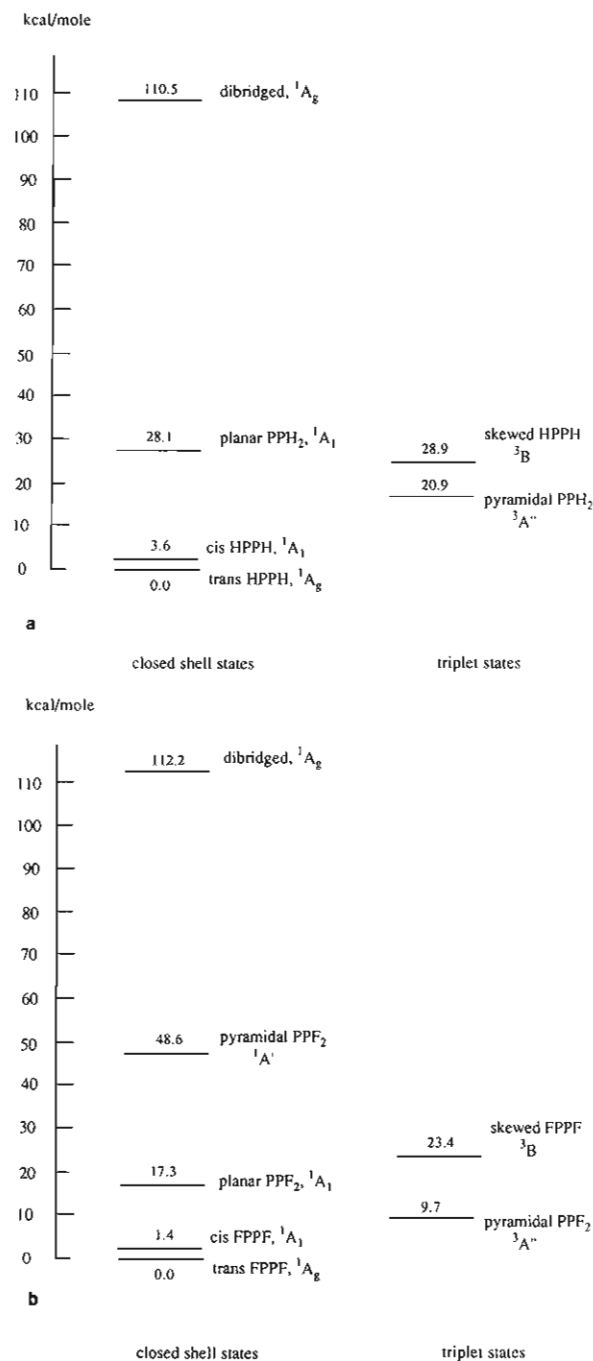 kcal/mole
110
110.5
dibridged, ¹Ag
100
90
80
70
60
50
40
30
28.1
planar PPH₂, ¹A₁
skewed HPPH
28.9
³B
20
20.9
pyramidal PPH₂
³A"
10
3.6
cis HPPH, ¹A₁
0
0.0
trans HPPH, ¹Ag
a
closed shell states
triplet states
kcal/mole
112.2
dibridged, ¹Ag
110
100
90
80
70
60
50
48.6
pyramidal PPF₂
¹A'
40
30
skewed FPPF
23.4
³B
20
17.3
planar PPF₂, ¹A₁
10
9.7
pyramidal PPF₂
³A"
1.4
cis FPPF, ¹A₁
0
0.0
trans FPPF, ¹Ag
b
closed shell states
triplet states